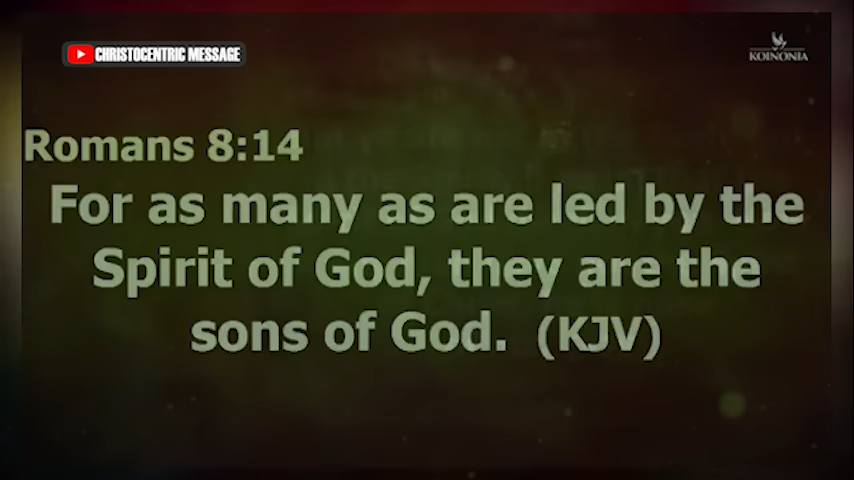 CHRISTOCENTRIC MESSAGE
KOINONIA
Romans 8:14
For as many as are led by the
Spirit of God, they are the
sons of God. (KJV)